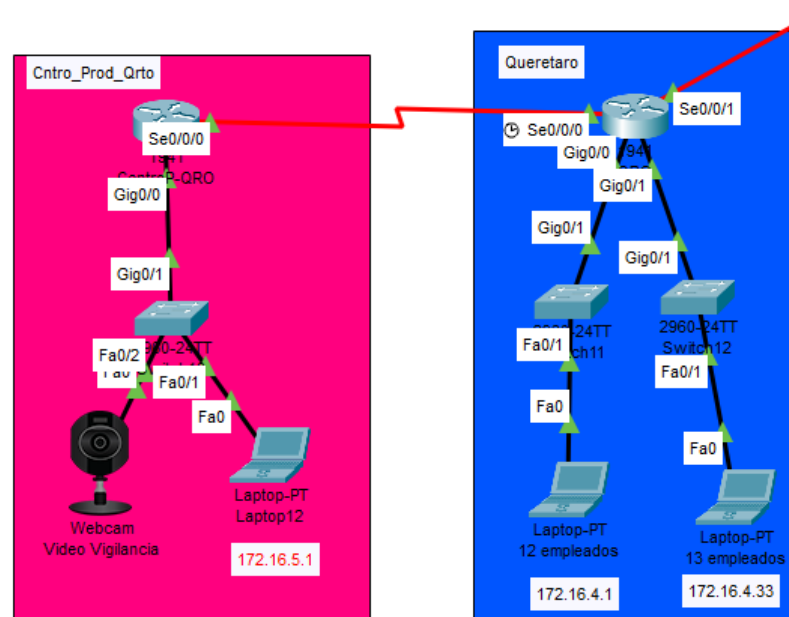 Cntro_Prod_Qrto
Se0/0/0
1941
Gig0/0
Gig0/1
Fa0/2
Fa0/1
Fa0
Webcam
Video Vigilancia
Laptop-PT
Laptop12
172.16.5.1
Queretaro
Se0/0/0
Se0/0/1
Gig0/0
Gig0/1
Gig0/1
Gig0/1
2960-24TT
Switch12
Fa0/1
Fa0/1
Fa0
Fa0
Laptop-PT
12 empleados
172.16.4.1
Laptop-PT
13 empleados
172.16.4.33